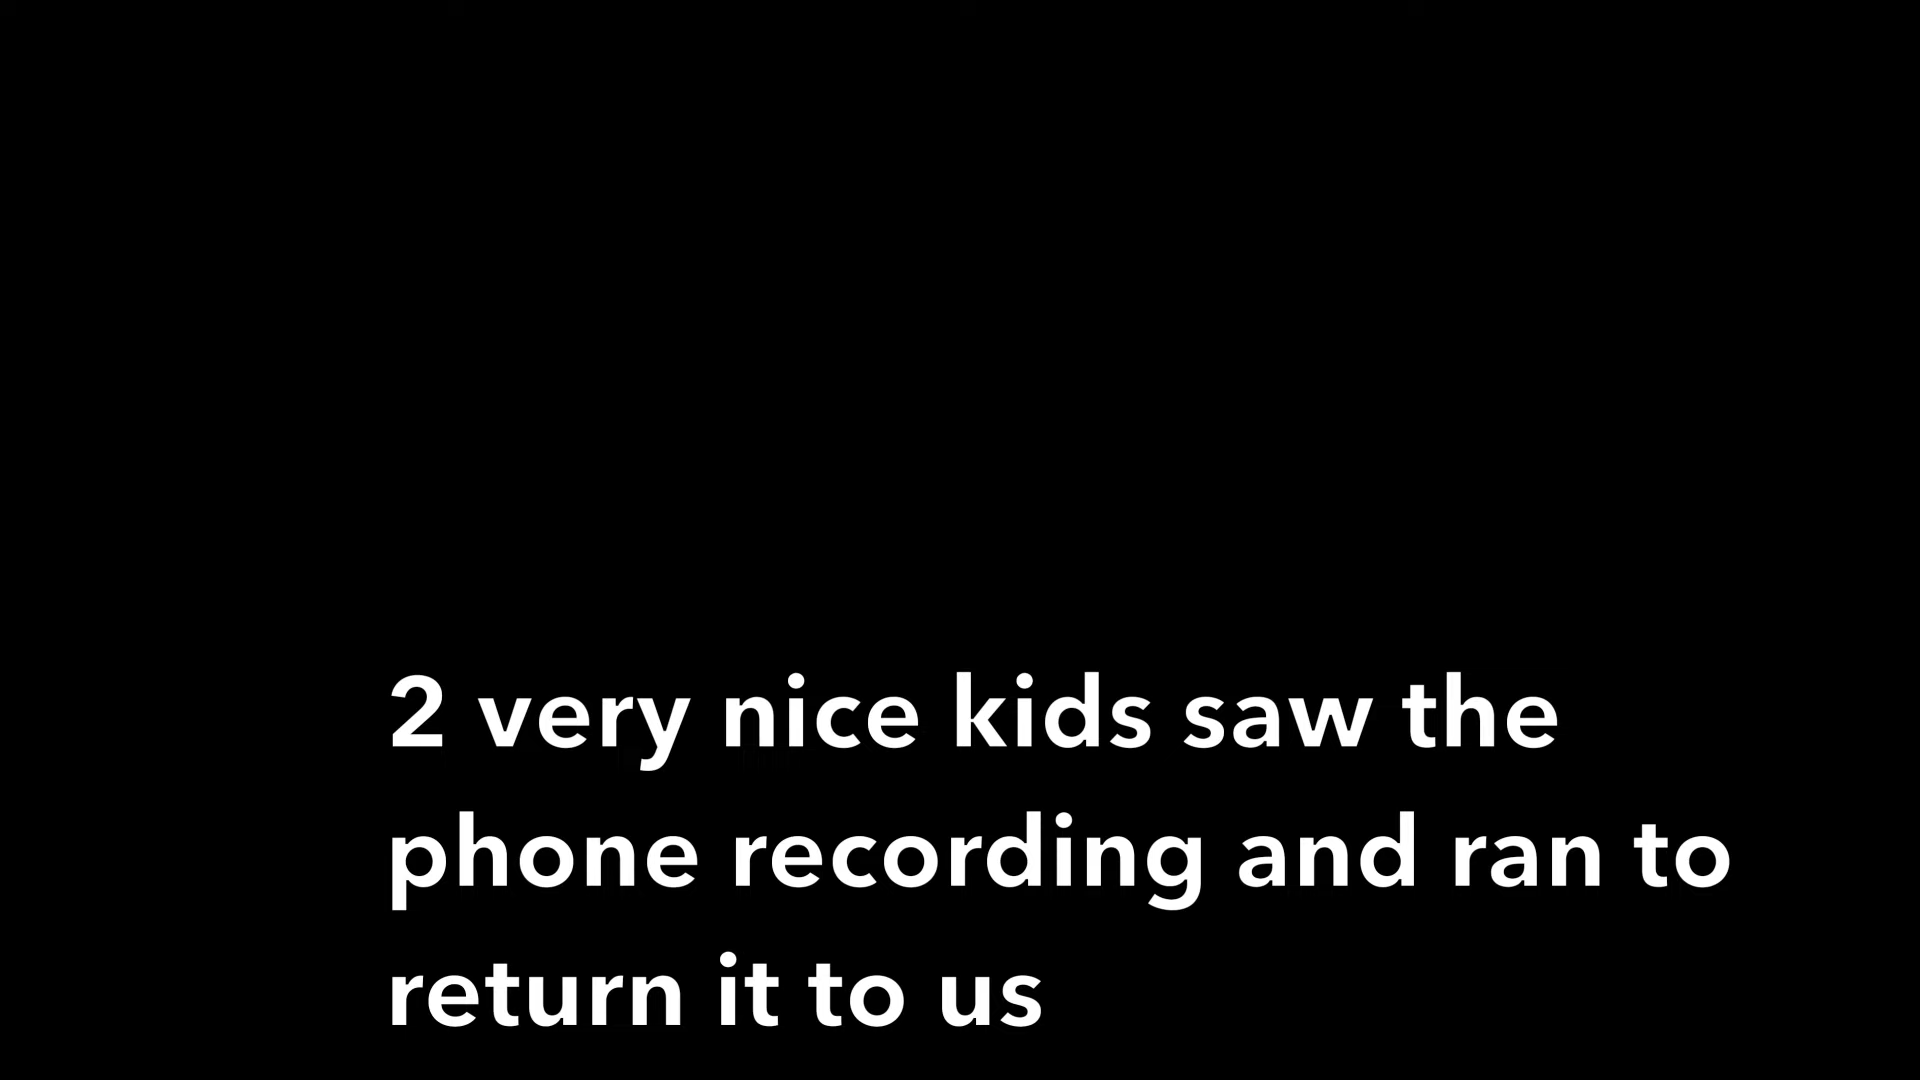 2 very nice kids saw the
phone recording and ran to
return it to us